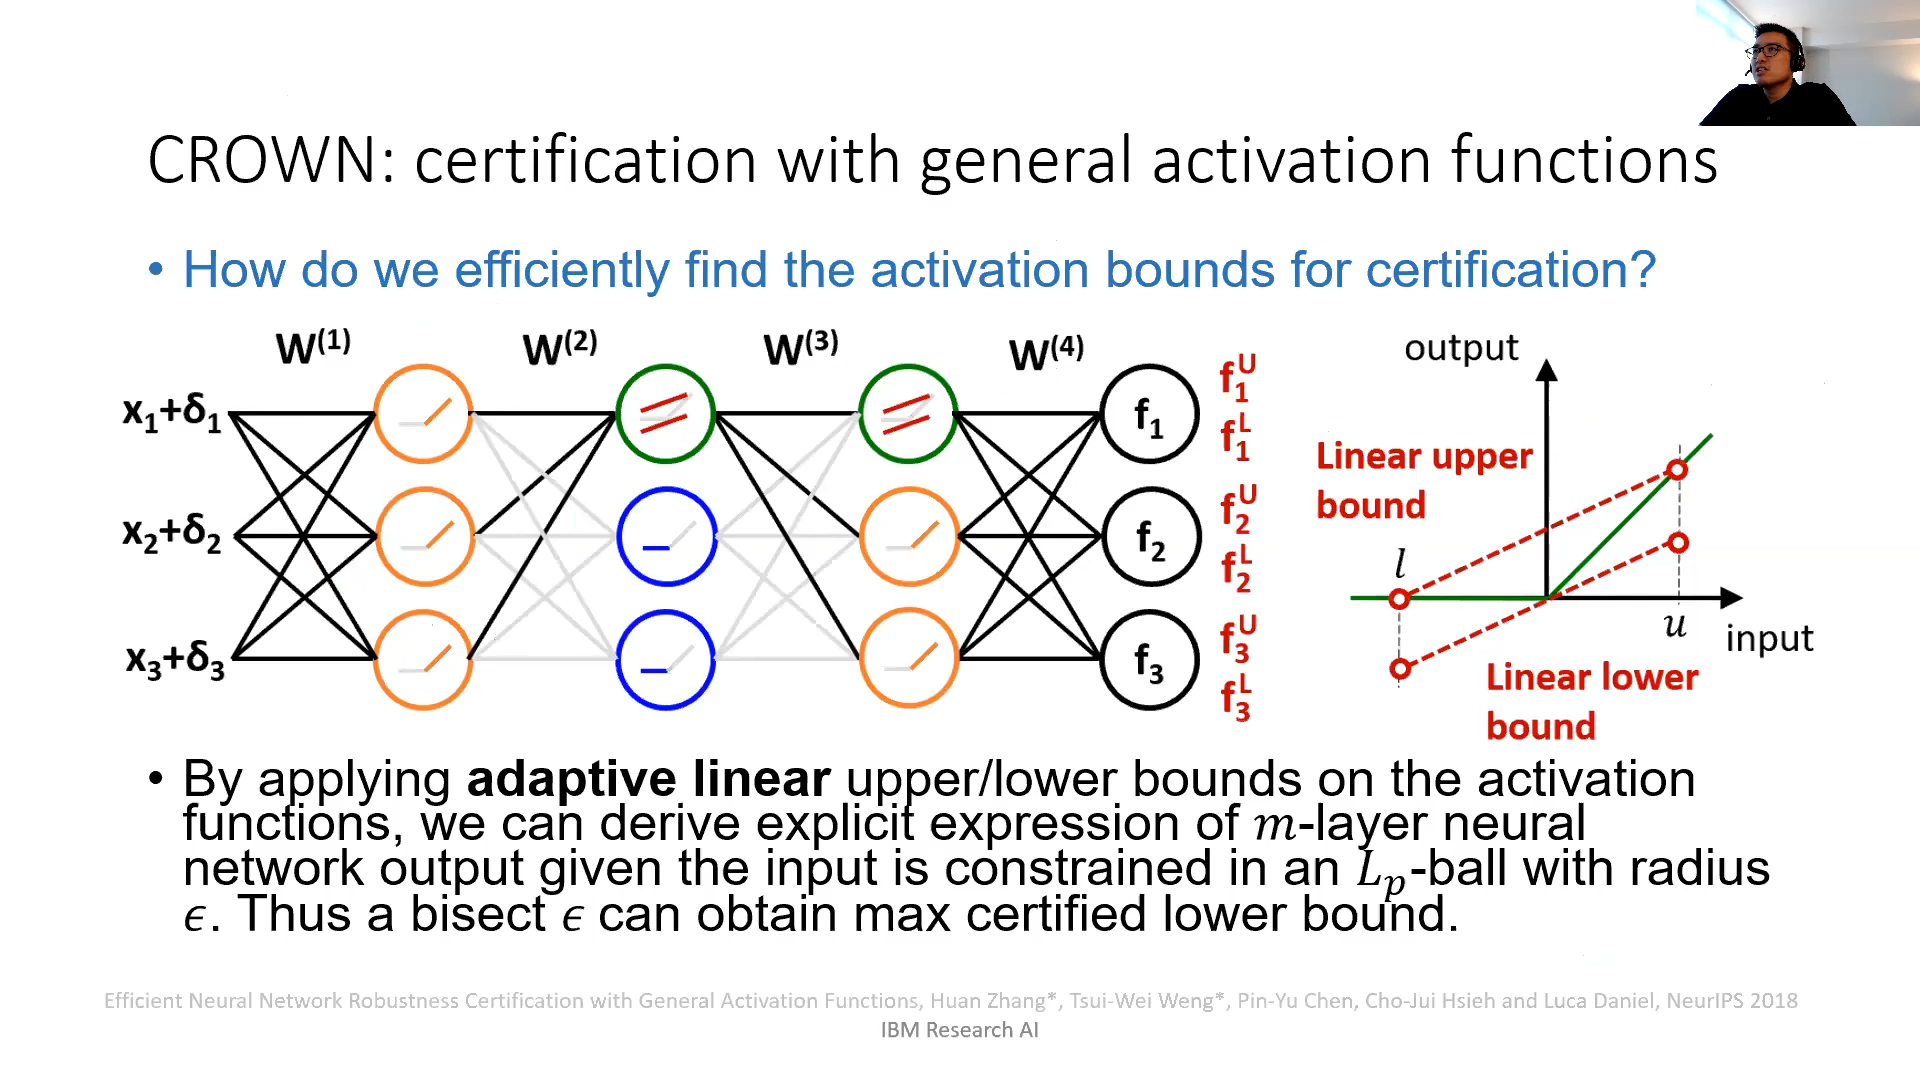 CROWN: certification with general activation functions
• How do we efficiently find the activation bounds for certification?
W(1) W(2) W(3) W(4)
x1+δ1
x2+δ2
x3+δ3
f1
f2
f3
f1U
f1L
f2U
f2L
f3U
f3L
output
Linear upper
bound
l
u
input
Linear lower
bound
• By applying adaptive linear upper/lower bounds on the activation
functions, we can derive explicit expression of m-layer neural
network output given the input is constrained in an Lp-ball with radius
ϵ. Thus a bisect ϵ can obtain max certified lower bound.
Efficient Neural Network Robustness Certification with General Activation Functions, Huan Zhang*, Tsui-Wei Weng*, Pin-Yu Chen, Cho-Jui Hsieh and Luca Daniel, NeurIPS 2018
IBM Research AI